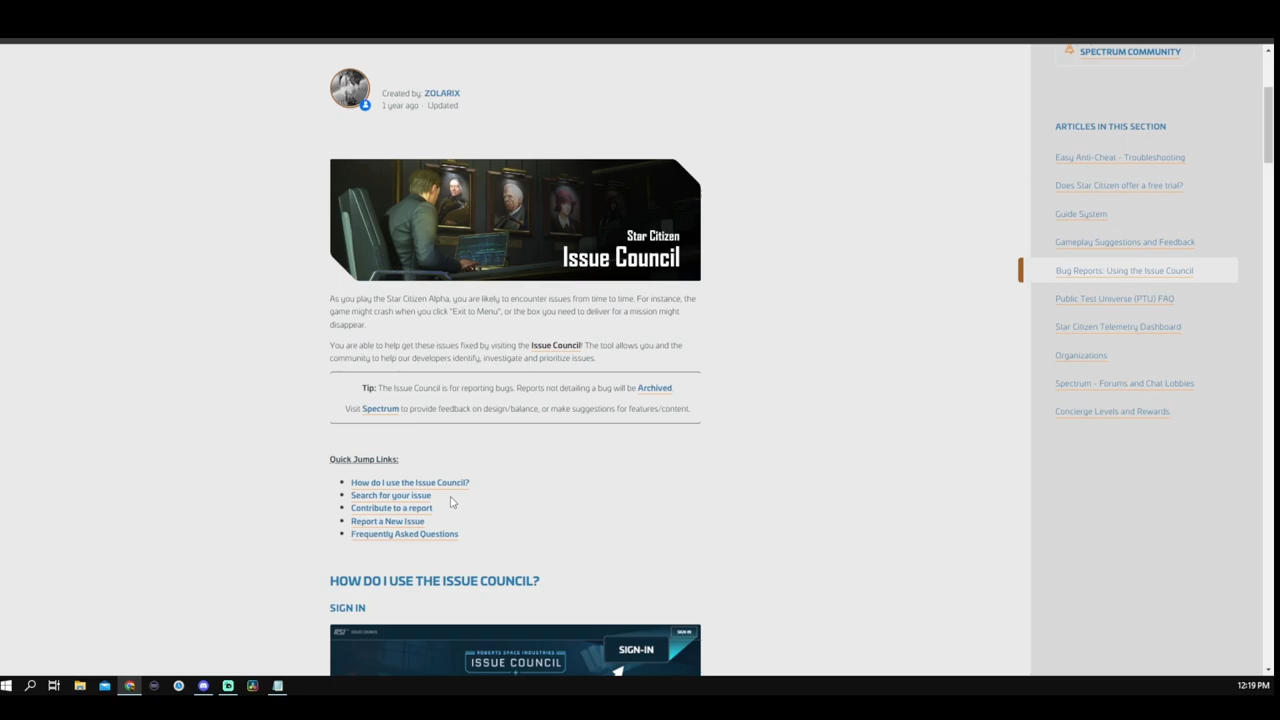 SPECTRUM COMMUNITY
Created by: ZOLARIX
1 year ago · Updated
Star Citizen
Issue Council
As you play the Star Citizen Alpha, you are likely to encounter issues from time to time. For instance, the
game might crash when you click "Exit to Menu", or the box you need to deliver for a mission might
disappear.
You are able to help get these issues fixed by visiting the Issue Council! The tool allows you and the
community to help our developers identify, investigate and prioritize issues.
Tip: The Issue Council is for reporting bugs. Reports not detailing a bug will be Archived.
Visit Spectrum to provide feedback on design/balance, or make suggestions for features/content.
Quick Jump Links:
• How do I use the Issue Council?
• Search for your issue
• Contribute to a report
• Report a New Issue
• Frequently Asked Questions
HOW DO I USE THE ISSUE COUNCIL?
SIGN IN
RSI ISSUE COUNCIL
SIGN IN
SIGN-IN
ROBERTS SPACE INDUSTRIES
ISSUE COUNCIL
ARTICLES IN THIS SECTION
Easy Anti-Cheat - Troubleshooting
Does Star Citizen offer a free trial?
Guide System
Gameplay Suggestions and Feedback
Bug Reports: Using the Issue Council
Public Test Universe (PTU) FAQ
Star Citizen Telemetry Dashboard
Organizations
Spectrum - Forums and Chat Lobbies
Concierge Levels and Rewards
12:19 PM